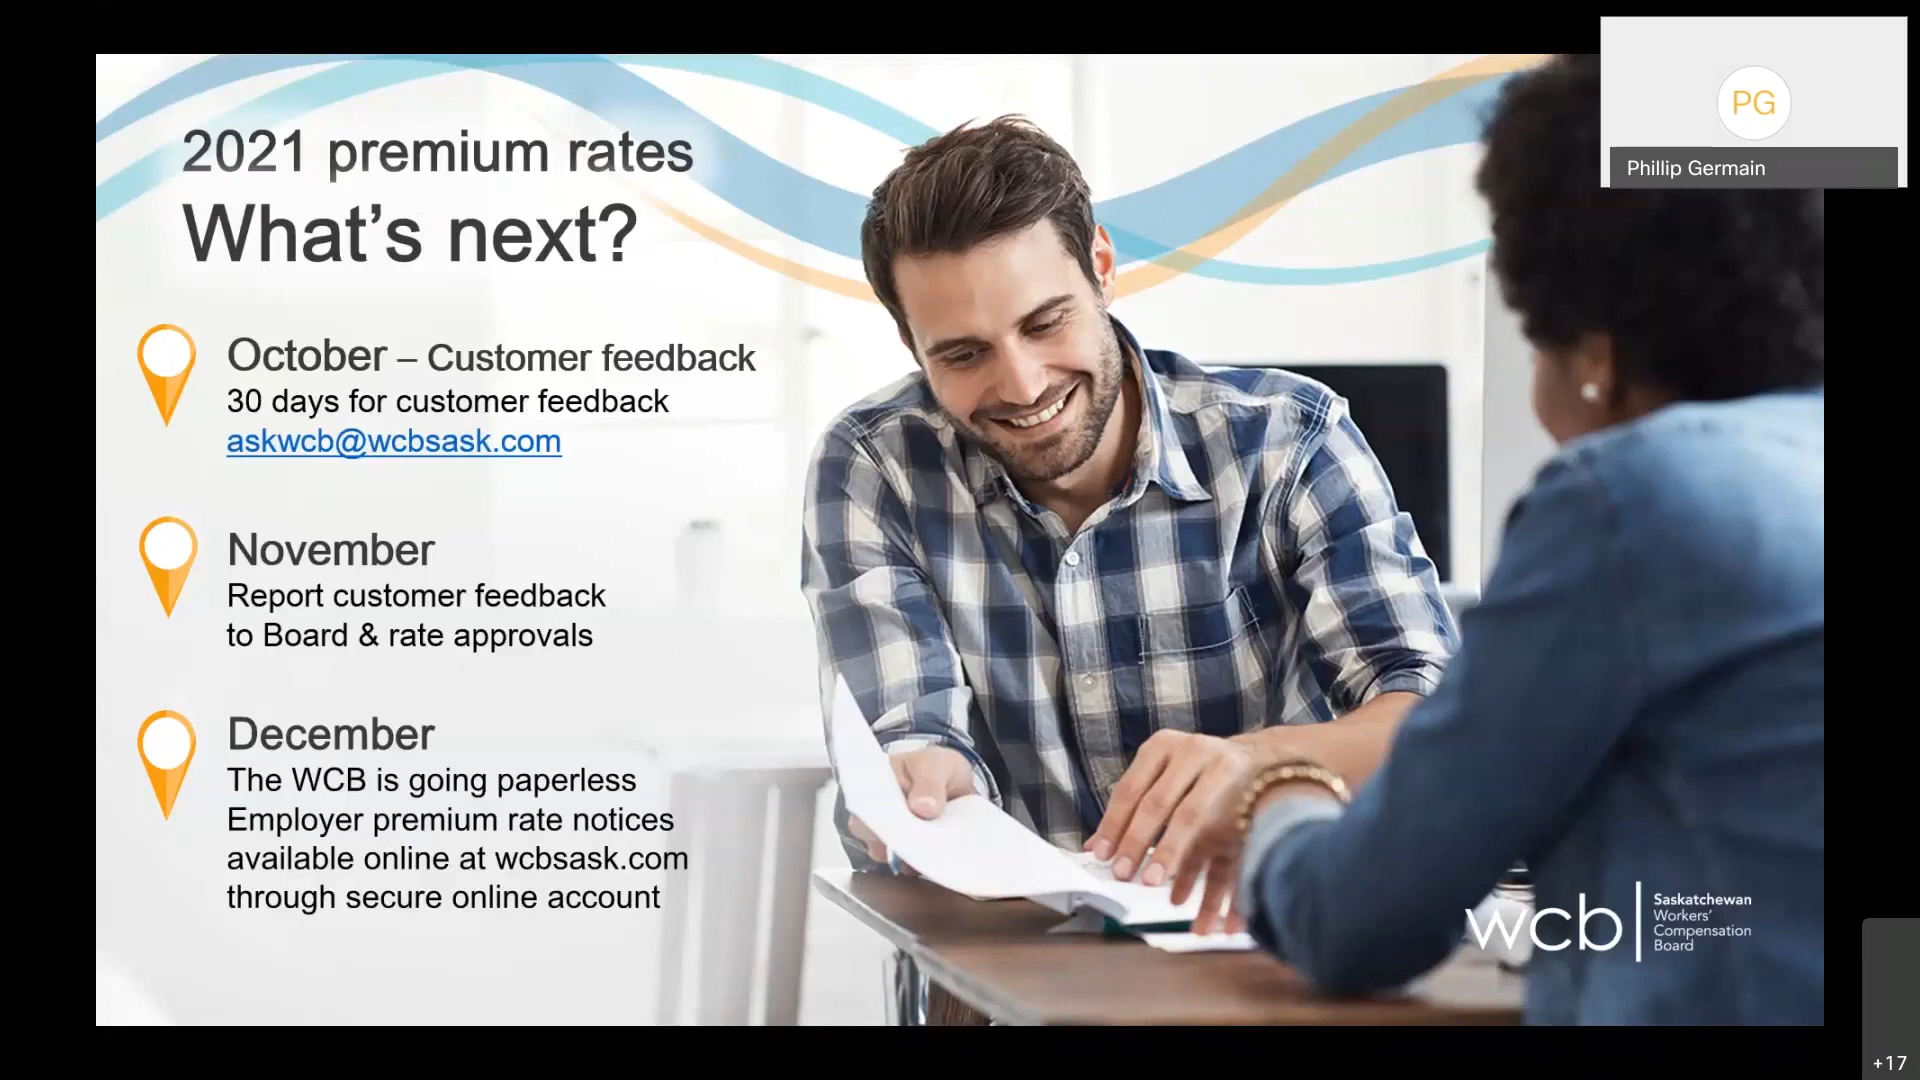 2021 premium rates
What’s next?
October – Customer feedback
30 days for customer feedback
askwcb@wcbsask.com
November
Report customer feedback
to Board & rate approvals
December
The WCB is going paperless
Employer premium rate notices
available online at wcbsask.com
through secure online account
PG
Phillip Germain
wcb
Saskatchewan
Workers’
Compensation
Board
+17